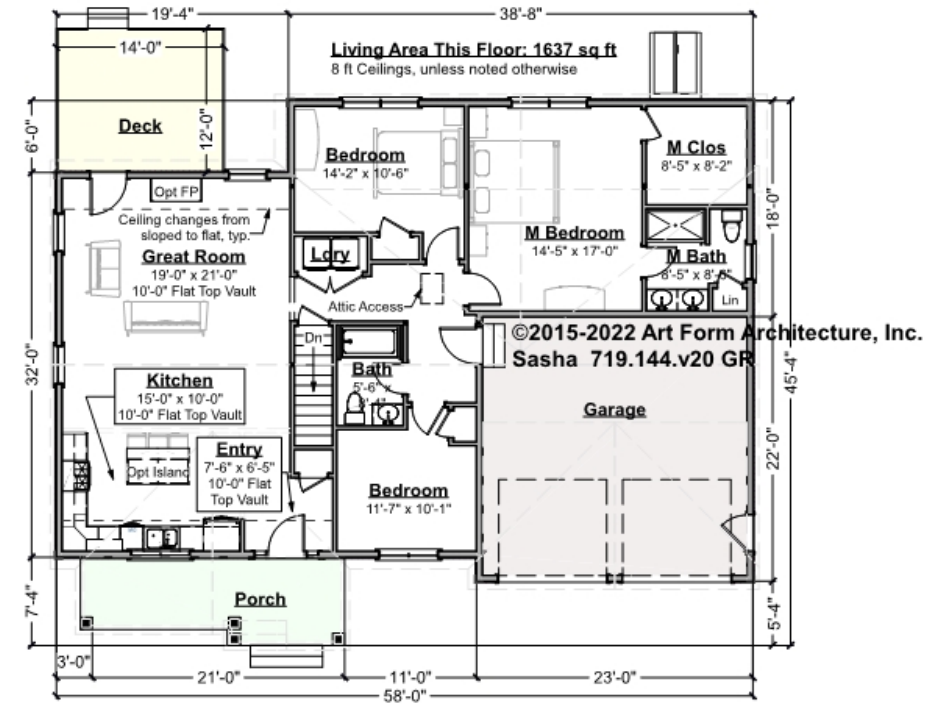 19'-4"
38'-8"
14'-0"
Living Area This Floor: 1637 sq ft
8 ft Ceilings, unless noted otherwise
6'-0"
Deck
12'-0"
Bedroom
14'-2" x 10'-6"
M Clos
8'-5" x 8'-2"
Opt FP
18'-0"
Ceiling changes from
sloped to flat, typ.
M Bedroom
14'-5" x 17'-0"
Great Room
19'-0" x 21'-0"
10'-0" Flat Top Vault
Ldry
M Bath
Lin
Attic Access
Dn
©2015-2022 Art Form Architecture, Inc.
Sasha 719.144.v20 GR
32'-0"
45'-4"
Bath
5'-6" x
Kitchen
15'-0" x 10'-0"
10'-0" Flat Top Vault
Garage
22'-0"
Entry
7'-6" x 6'-5"
10'-0" Flat
Top Vault
Opt Island
Bedroom
11'-7" x 10'-1"
Porch
7'-4"
5'-4"
3'-0"
21'-0"
11'-0"
23'-0"
58'-0"